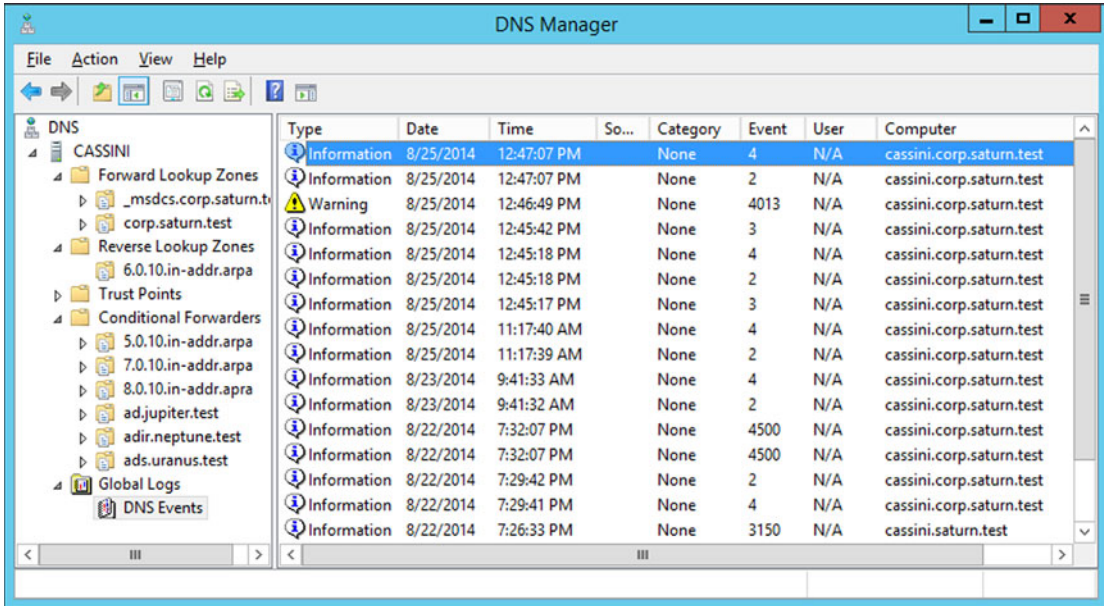 DNS Manager
File Action View Help
DNS
CASSINI
Forward Lookup Zones
_msdcs.corp.saturn.t
corp.saturn.test
Reverse Lookup Zones
6.0.10.in-addr.arpa
Trust Points
Conditional Forwarders
5.0.10.in-addr.arpa
7.0.10.in-addr.arpa
8.0.10.in-addr.apra
ad.jupiter.test
adir.neptune.test
ads.uranus.test
Global Logs
DNS Events
Type Date Time So... Category Event User Computer
Information 8/25/2014 12:47:07 PM None 4 N/A cassini.corp.saturn.test
Information 8/25/2014 12:47:07 PM None 2 N/A cassini.corp.saturn.test
Warning 8/25/2014 12:46:49 PM None 4013 N/A cassini.corp.saturn.test
Information 8/25/2014 12:45:42 PM None 3 N/A cassini.corp.saturn.test
Information 8/25/2014 12:45:18 PM None 4 N/A cassini.corp.saturn.test
Information 8/25/2014 12:45:18 PM None 2 N/A cassini.corp.saturn.test
Information 8/25/2014 12:45:17 PM None 3 N/A cassini.corp.saturn.test
Information 8/25/2014 11:17:40 AM None 4 N/A cassini.corp.saturn.test
Information 8/25/2014 11:17:39 AM None 2 N/A cassini.corp.saturn.test
Information 8/23/2014 9:41:33 AM None 4 N/A cassini.corp.saturn.test
Information 8/23/2014 9:41:32 AM None 2 N/A cassini.corp.saturn.test
Information 8/22/2014 7:32:07 PM None 4500 N/A cassini.corp.saturn.test
Information 8/22/2014 7:32:07 PM None 4500 N/A cassini.corp.saturn.test
Information 8/22/2014 7:29:42 PM None 2 N/A cassini.corp.saturn.test
Information 8/22/2014 7:29:41 PM None 4 N/A cassini.corp.saturn.test
Information 8/22/2014 7:26:33 PM None 3150 N/A cassini.saturn.test